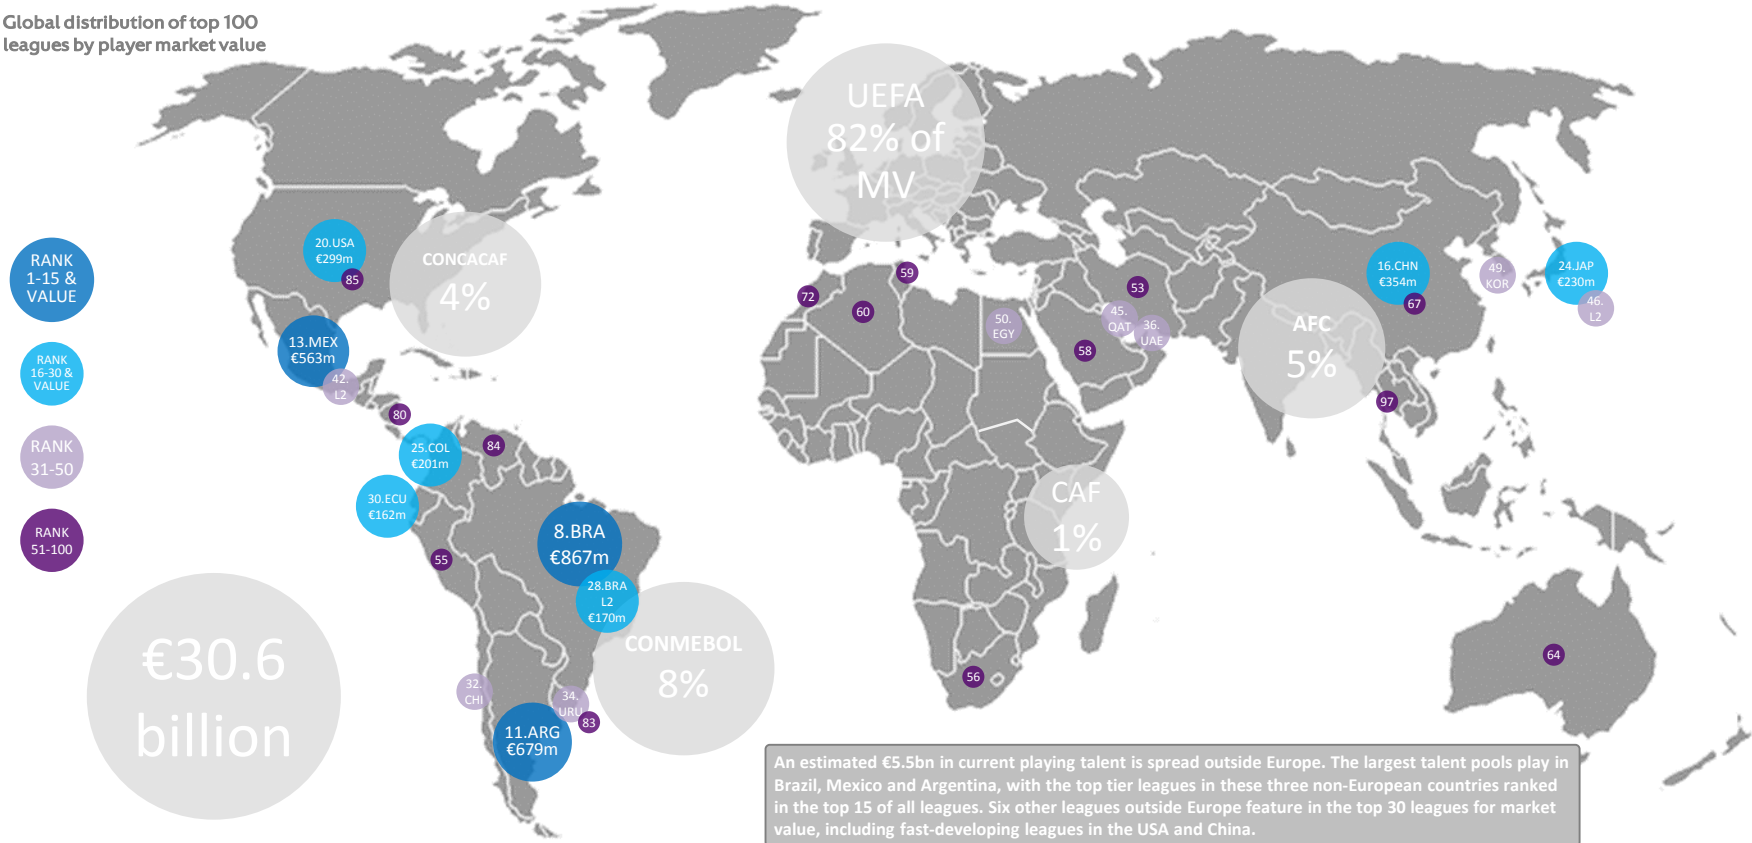 Global distribution of top 100
leagues by player market value
UEFA
82% of
MV
RANK
1-15 &
VALUE
RANK
16-30 &
VALUE
RANK
31-50
RANK
51-100
20.USA
€299m
85
CONCACAF
4%
13.MEX
€563m
42.
L2
80
84
25.COL
€201m
30.ECU
€162m
8.BRA
€867m
55
28.BRA
L2
€170m
CONMEBOL
8%
32.
CHI
34.
URU
83
11.ARG
€679m
€30.6
billion
59
72
60
50.
EGY
53
45.
QAT
36.
UAE
58
CAF
1%
56
16.CHN
€354m
67
49.
KOR
24.JAP
€230m
46.
L2
AFC
5%
97
64
An estimated €5.5bn in current playing talent is spread outside Europe. The largest talent pools play in
Brazil, Mexico and Argentina, with the top tier leagues in these three non-European countries ranked
in the top 15 of all leagues. Six other leagues outside Europe feature in the top 30 leagues for market
value, including fast-developing leagues in the USA and China.